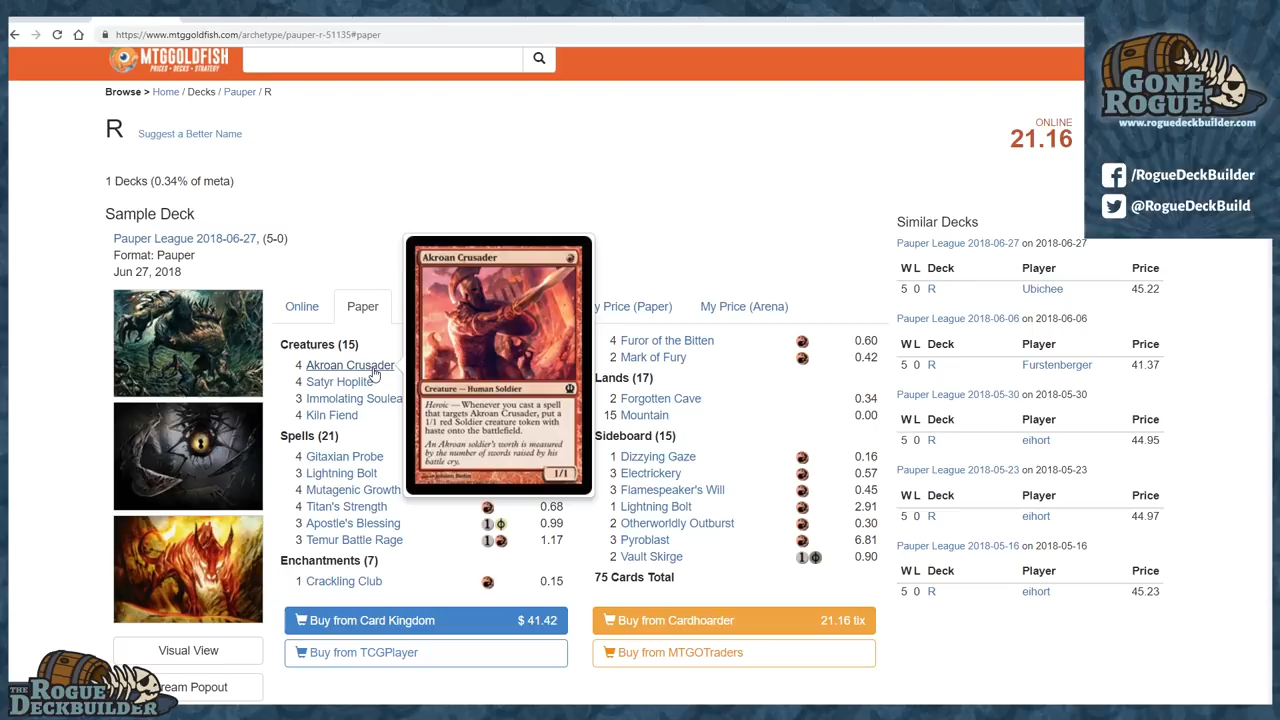 https://www.mtggoldfish.com/archetype/pauper-r-51135#paper
MTGGOLDFISH
PRICES • DECKS • STRATEGY
Browse > Home / Decks / Pauper / R
R Suggest a Better Name
ONLINE
21.16
1 Decks (0.34% of meta)
Sample Deck
Pauper League 2018-06-27, (5-0)
Format: Pauper
Jun 27, 2018
Online Paper y Price (Paper) My Price (Arena)
Creatures (15)
4 Akroan Crusader
4 Satyr Hoplite
3 Immolating Soulea
4 Kiln Fiend
Spells (21)
4 Gitaxian Probe
3 Lightning Bolt
4 Mutagenic Growth
4 Titan's Strength 0.68
3 Apostle's Blessing 1 0.99
3 Temur Battle Rage 1 1.17
Enchantments (7)
1 Crackling Club 0.15
Akroan Crusader
Creature — Human Soldier
Heroic — Whenever you cast a spell
that targets Akroan Crusader, put a
1/1 red Soldier creature token with
haste onto the battlefield.
An Akroan soldier's worth is measured
by the number of swords raised by his
battle cry.
1/1
4 Furor of the Bitten 0.60
2 Mark of Fury 0.42
Lands (17)
2 Forgotten Cave 0.34
15 Mountain 0.00
Sideboard (15)
1 Dizzying Gaze 0.16
3 Electrickery 0.57
3 Flamespeaker's Will 0.45
1 Lightning Bolt 2.91
2 Otherworldly Outburst 0.30
3 Pyroblast 6.81
2 Vault Skirge 1 0.90
75 Cards Total
Buy from Card Kingdom $ 41.42
Buy from TCGPlayer
Buy from Cardhoarder 21.16 tix
Buy from MTGOTraders
Visual View
ream Popout
Similar Decks
Pauper League 2018-06-27 on 2018-06-27
W L Deck Player Price
5 0 R Ubichee 45.22
Pauper League 2018-06-06 on 2018-06-06
W L Deck Player Price
5 0 R Furstenberger 41.37
Pauper League 2018-05-30 on 2018-05-30
W L Deck Player Price
5 0 R eihort 44.95
Pauper League 2018-05-23 on 2018-05-23
W L Deck Player Price
5 0 R eihort 44.97
Pauper League 2018-05-16 on 2018-05-16
W L Deck Player Price
5 0 R eihort 45.23
GONE
ROGUE!
www.roguedeckbuilder.com
/RogueDeckBuilder
@RogueDeckBuild
THE
ROGUE
DECKBUILDER